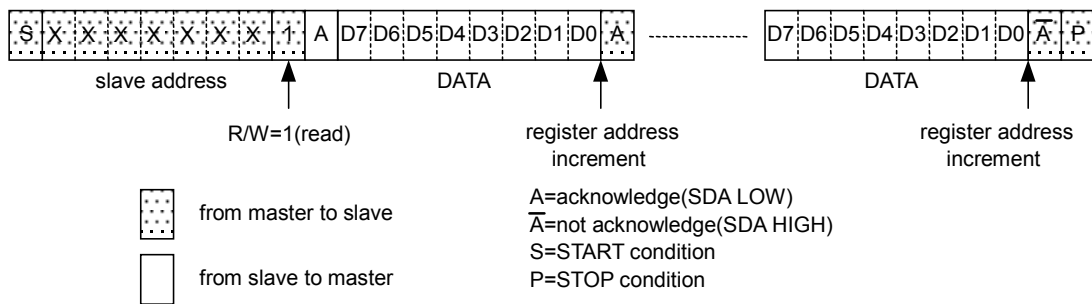 S X X X X X X X 1 A D7 D6 D5 D4 D3 D2 D1 D0 A D7 D6 D5 D4 D3 D2 D1 D0 A̅ P
slave address DATA DATA
R/W=1(read) register address increment register address increment
from master to slave
from slave to master
A=acknowledge(SDA LOW)
A̅=not acknowledge(SDA HIGH)
S=START condition
P=STOP condition